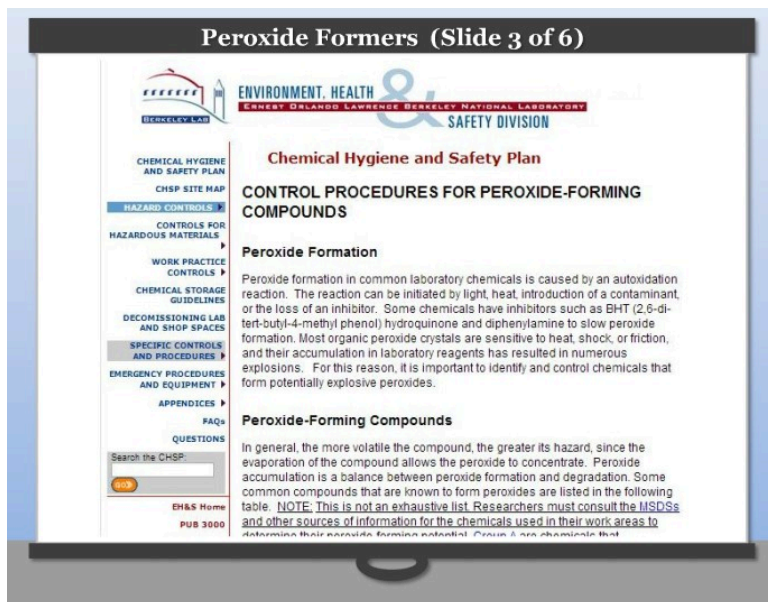 Peroxide Formers (Slide 3 of 6)
BERKELEY LAB
ENVIRONMENT, HEALTH &
ERNEST ORLANDO LAWRENCE BERKELEY NATIONAL LABORATORY
SAFETY DIVISION
CHEMICAL HYGIENE
AND SAFETY PLAN
CHSP SITE MAP
HAZARD CONTROLS
CONTROLS FOR
HAZARDOUS MATERIALS
WORK PRACTICE
CONTROLS
CHEMICAL STORAGE
GUIDELINES
DECOMISSIONING LAB
AND SHOP SPACES
SPECIFIC CONTROLS
AND PROCEDURES
EMERGENCY PROCEDURES
AND EQUIPMENT
APPENDICES
FAQs
QUESTIONS
Search the CHSP:
GO
EH&S Home
PUB 3000
Chemical Hygiene and Safety Plan
CONTROL PROCEDURES FOR PEROXIDE-FORMING
COMPOUNDS
Peroxide Formation
Peroxide formation in common laboratory chemicals is caused by an autoxidation
reaction. The reaction can be initiated by light, heat, introduction of a contaminant,
or the loss of an inhibitor. Some chemicals have inhibitors such as BHT (2,6-di-
tert-butyl-4-methyl phenol) hydroquinone and diphenylamine to slow peroxide
formation. Most organic peroxide crystals are sensitive to heat, shock, or friction,
and their accumulation in laboratory reagents has resulted in numerous
explosions. For this reason, it is important to identify and control chemicals that
form potentially explosive peroxides.
Peroxide-Forming Compounds
In general, the more volatile the compound, the greater its hazard, since the
evaporation of the compound allows the peroxide to concentrate. Peroxide
accumulation is a balance between peroxide formation and degradation. Some
common compounds that are known to form peroxides are listed in the following
table. NOTE: This is not an exhaustive list. Researchers must consult the MSDSs
and other sources of information for the chemicals used in their work areas to
determine their peroxide-forming potential. Group A are chemicals that